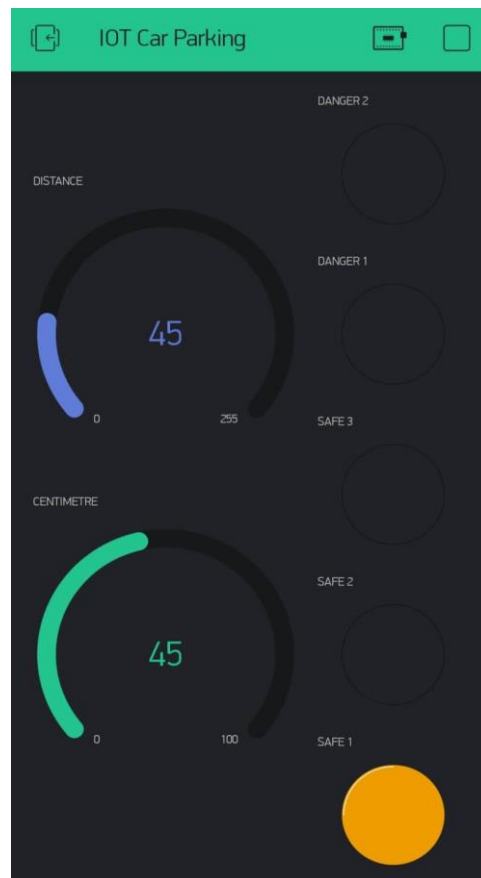 IOT Car Parking
DANGER 2
DISTANCE
45
0
255
DANGER 1
SAFE 3
CENTIMETRE
45
0
100
SAFE 2
SAFE 1